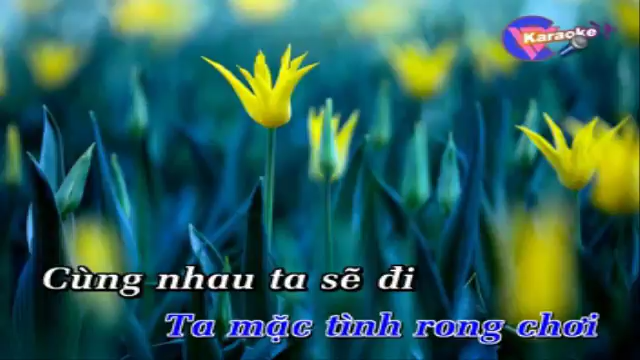 Karaoke
Cùng nhau ta sẽ đi
Ta mặc tình rong chơi